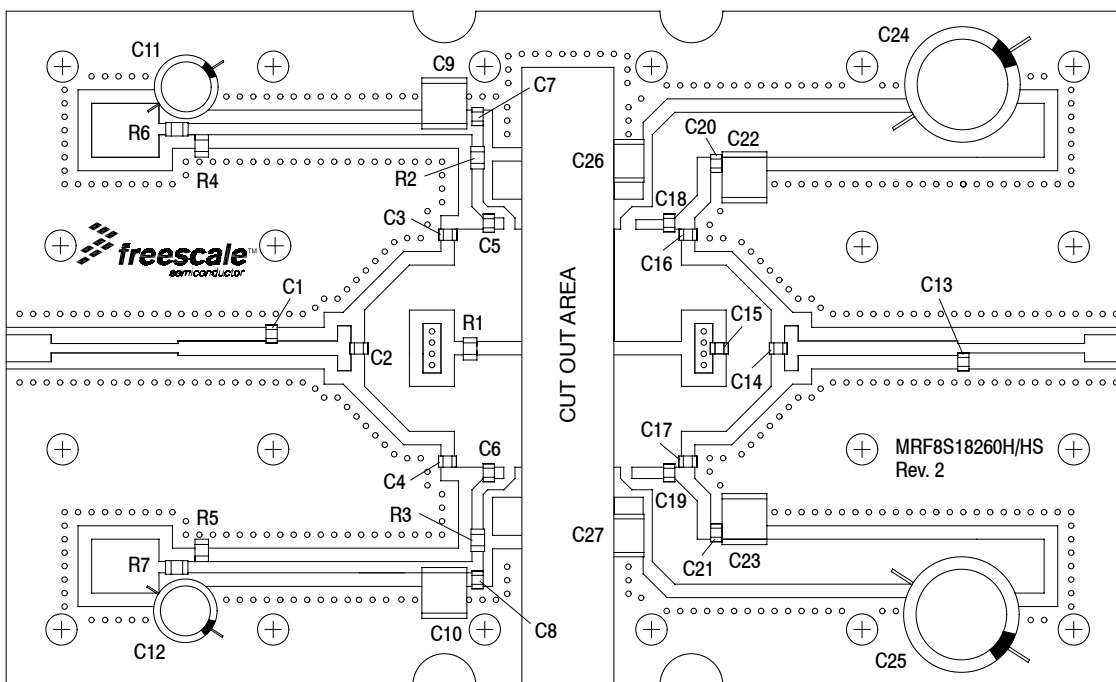 C11
C9
C7
C24
R6
R4
R2
C26
C20
C22
C3
C5
C18
C16
freescale™
semiconductor
C1
C2
R1
CUT OUT AREA
C15
C14
C13
C4
C6
C17
C19
MRF8S18260H/HS
Rev. 2
R5
R3
R7
C27
C21
C23
C12
C10
C8
C25